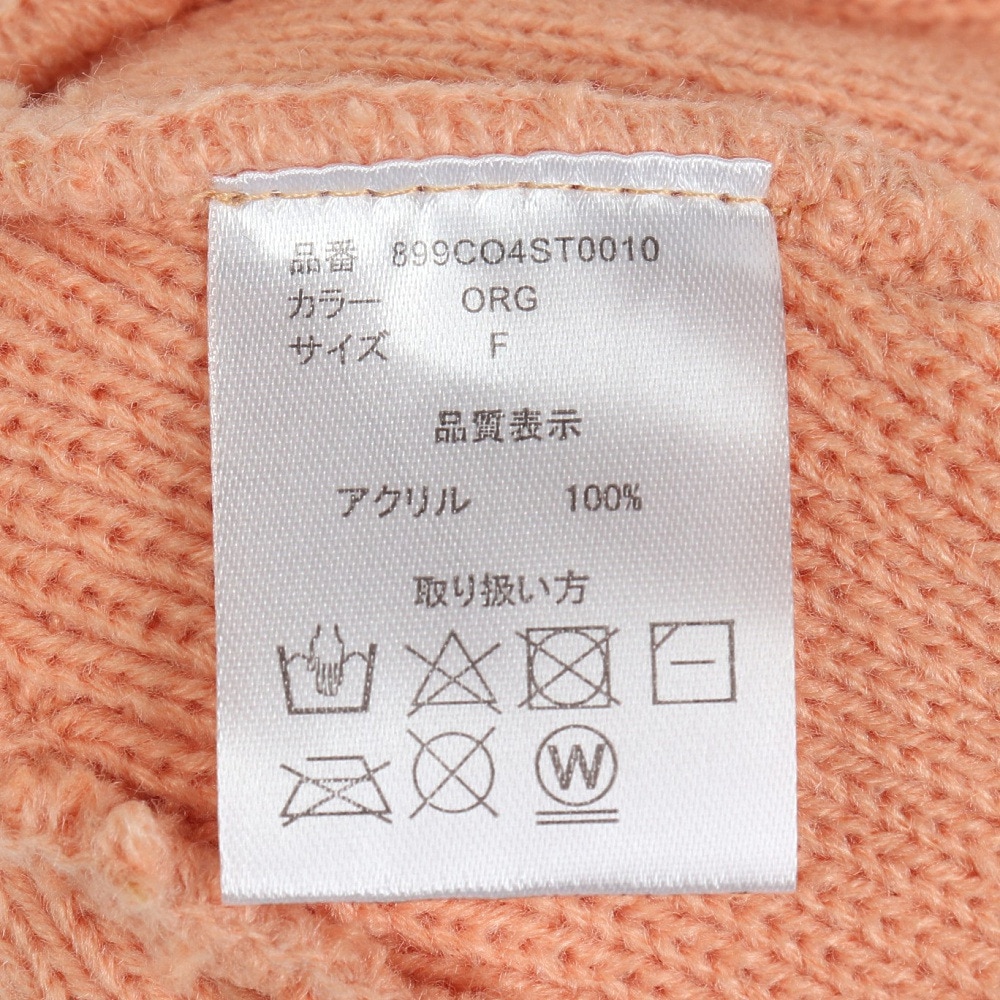 品番 899CO4ST0010
カラー ORG
サイズ F
品質表示
アクリル 100%
取り扱い方
W